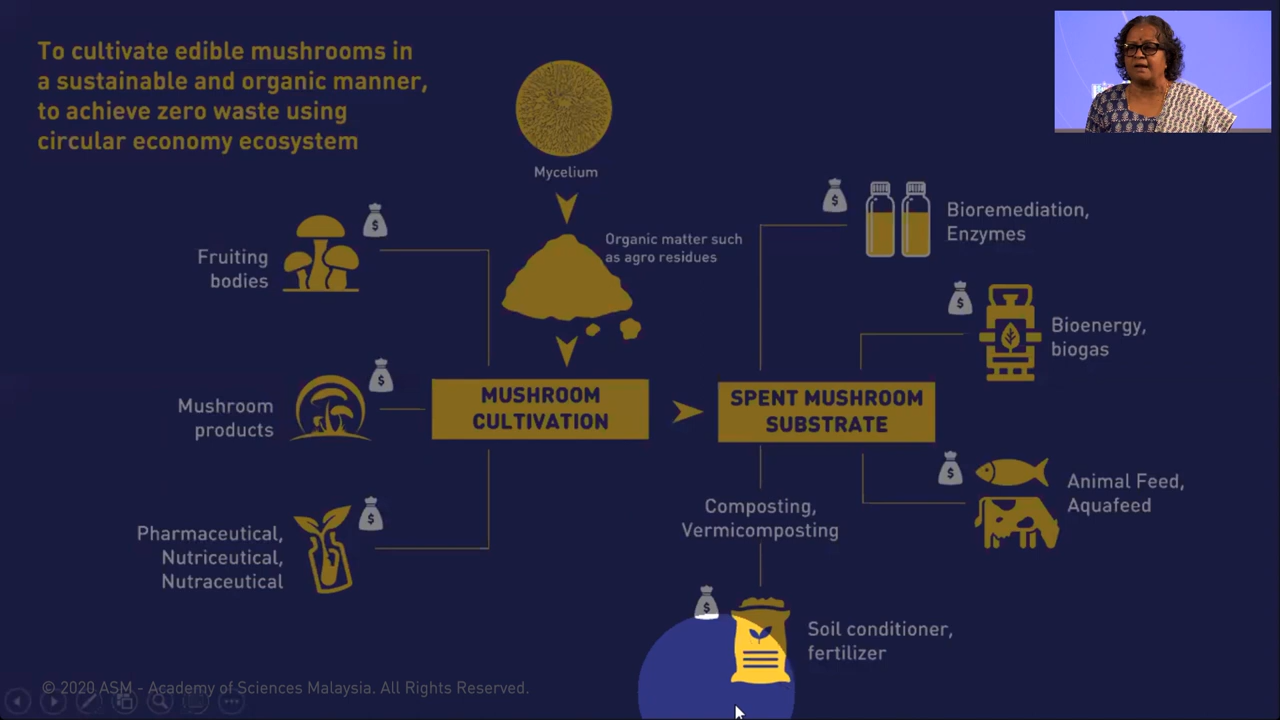 To cultivate edible mushrooms in
a sustainable and organic manner,
to achieve zero waste using
circular economy ecosystem
Mycelium
Organic matter such
as agro residues
Fruiting
bodies
$
Mushroom
products
$
Pharmaceutical,
Nutriceutical,
Nutraceutical
$
MUSHROOM
CULTIVATION
SPENT MUSHROOM
SUBSTRATE
$
Bioremediation,
Enzymes
$
Bioenergy,
biogas
$
Animal Feed,
Aquafeed
Composting,
Vermicomposting
$
Soil conditioner,
fertilizer
© 2020 ASM - Academy of Sciences Malaysia. All Rights Reserved.